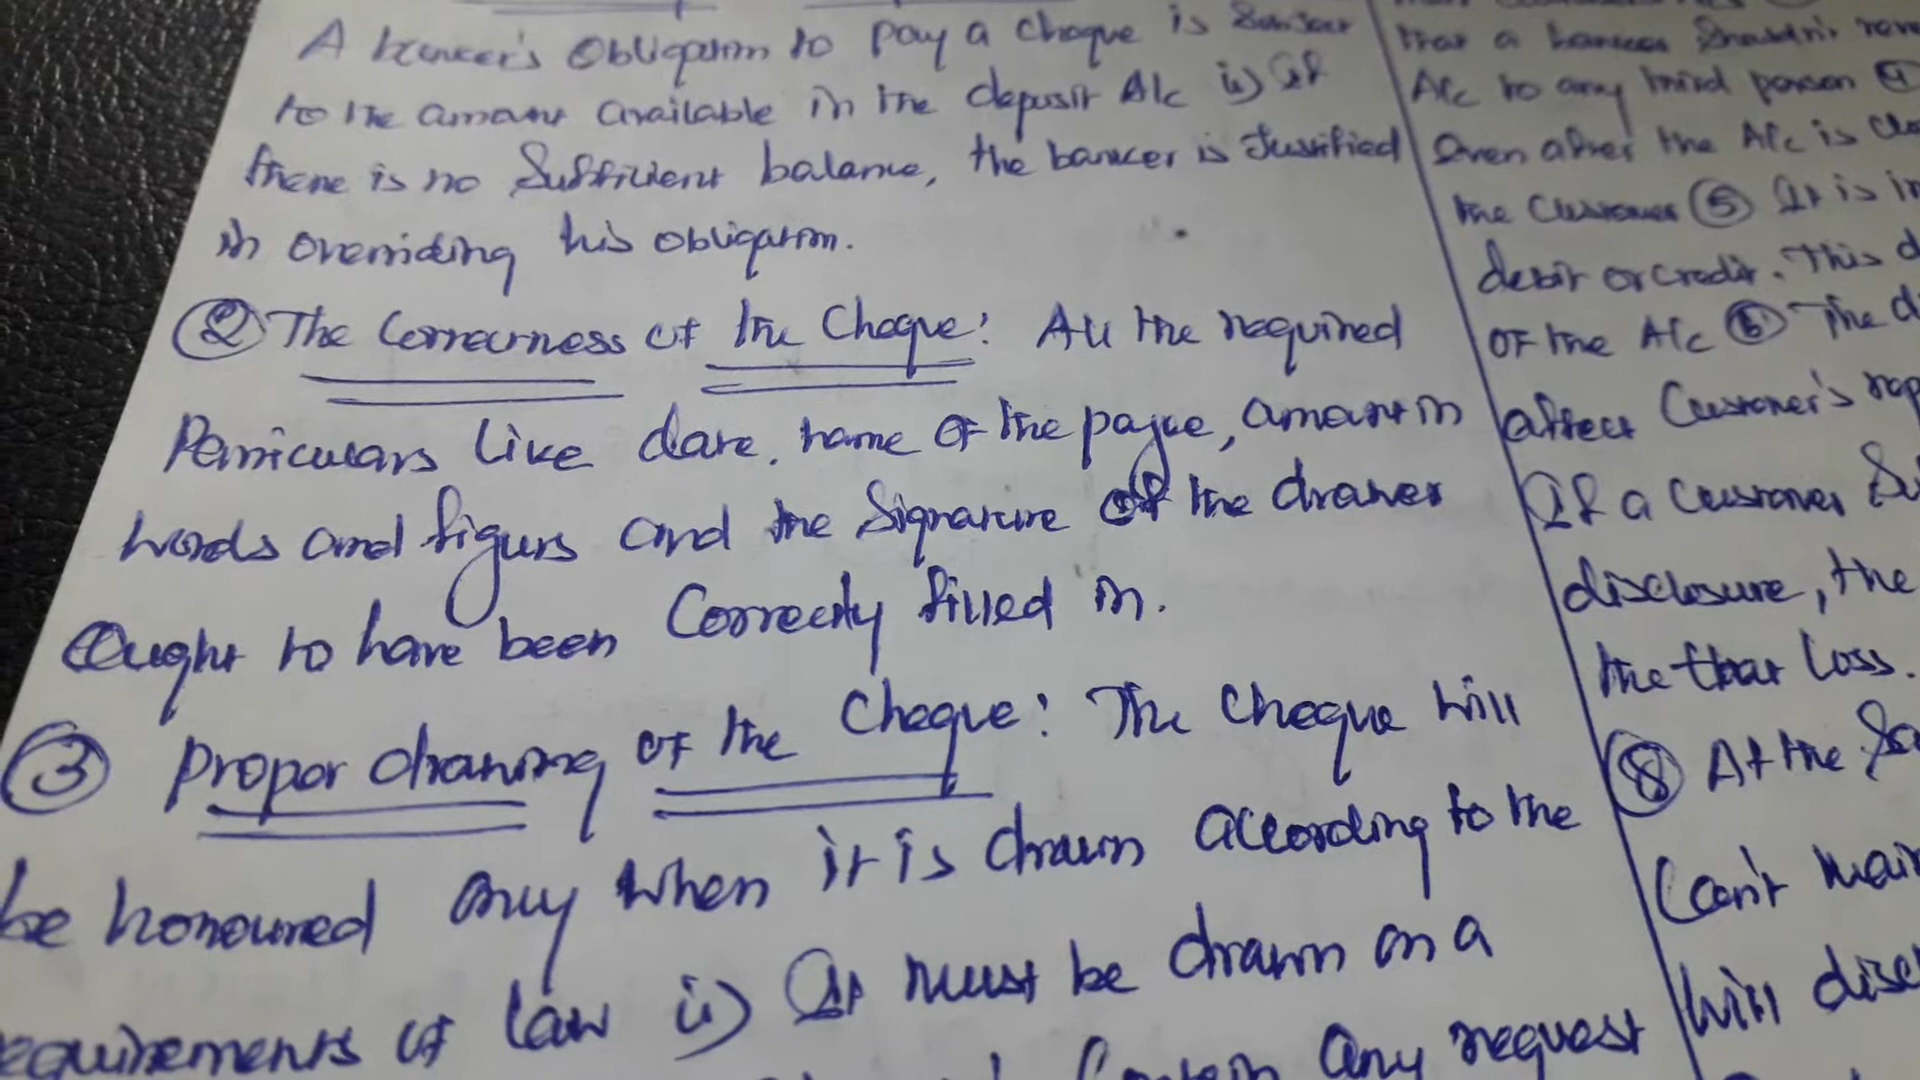 A banker's Obligation to pay a cheque is Subject
to the amount available in the deposit A/c ii) If
there is no Sufficient balance, the banker is Justified
in overriding his obligation.
② The Correctness of the Cheque: All the required
Particulars like date, name of the payee, amount in
words and figurs and the Signature of the drawer
Ought to have been Correctly filled in.
③ Proper drawing of the Cheque: The Cheque will
be honoured only when it is drawn according to the
requirements of law ii) It must be drawn on a
any request
that a banker Shouldn't
A/c to any third person ④
Even after the A/c is
the Customer ⑤ It is
debit or credit. This
OF the A/c ⑥ The
affect Customer's
If a Customer
disclosure, the
the that loss.
⑧ At the
Can't
will